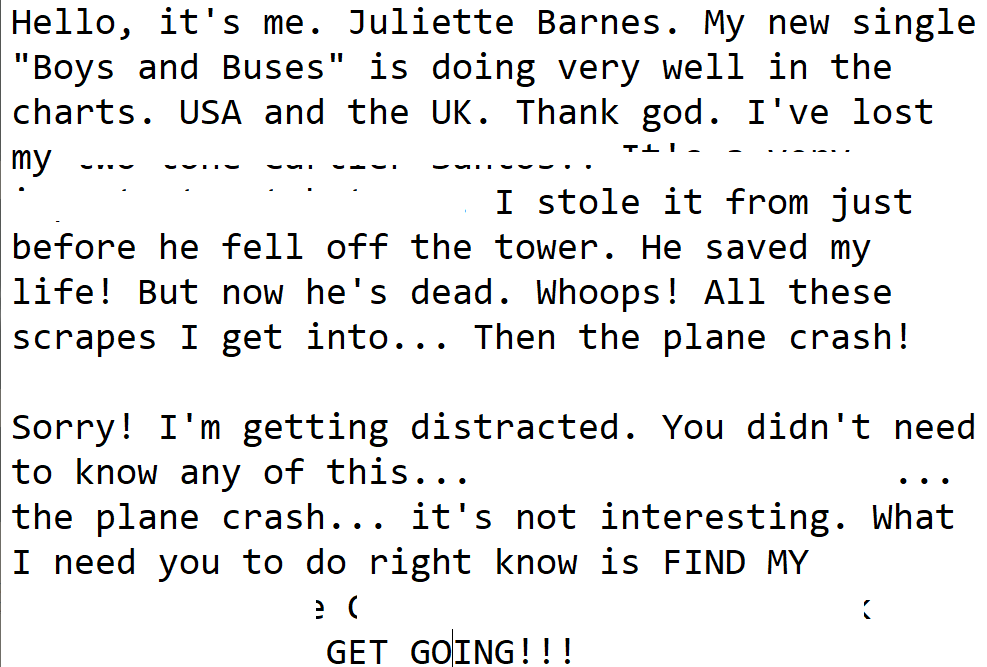 Hello, it's me. Juliette Barnes. My new single
"Boys and Buses" is doing very well in the
charts. USA and the UK. Thank god. I've lost
my
I stole it from just
before he fell off the tower. He saved my
life! But now he's dead. Whoops! All these
scrapes I get into... Then the plane crash!
Sorry! I'm getting distracted. You didn't need
to know any of this... ...
the plane crash... it's not interesting. What
I need you to do right know is FIND MY
GET GOING!!!